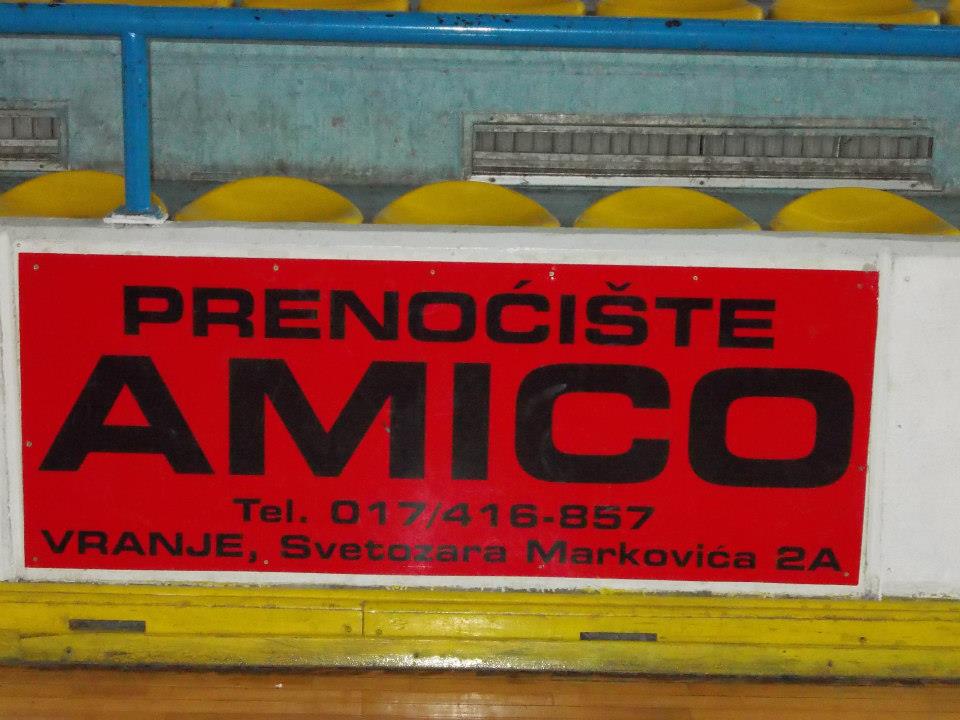 PRENOĆIŠTE
AMICO
Tel. 017/416-857
VRANJE, Svetozara Markovića 2A